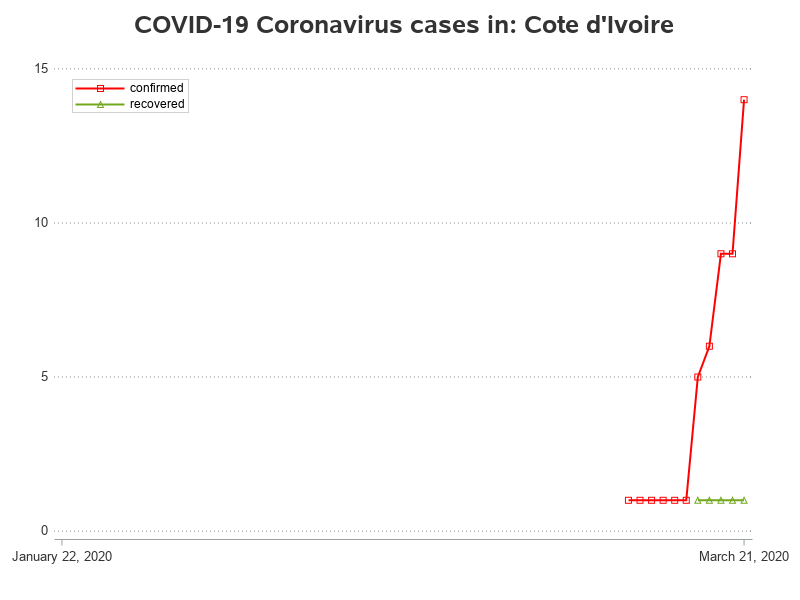 COVID-19 Coronavirus cases in: Cote d'Ivoire
15
confirmed
recovered
10
5
0
January 22, 2020
March 21, 2020